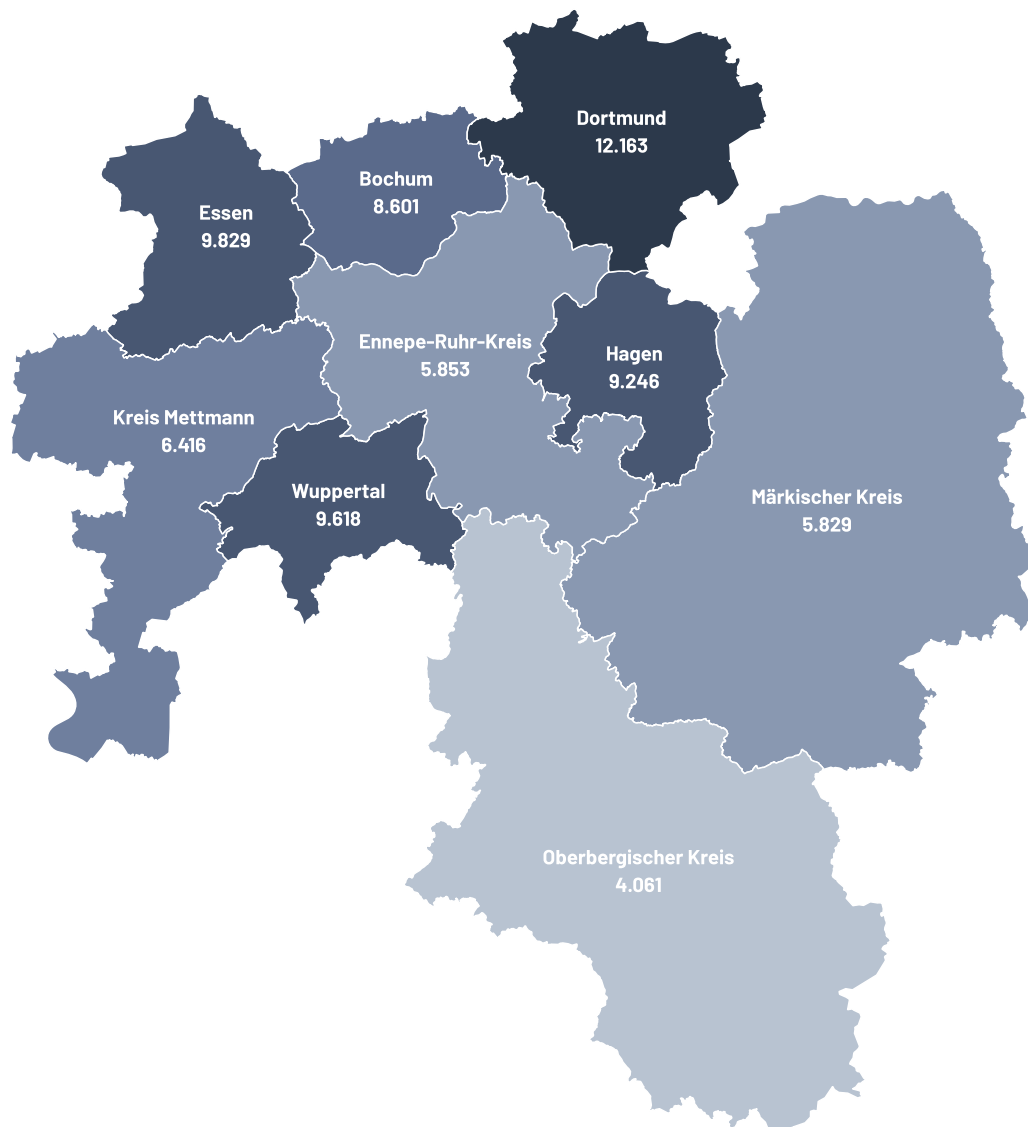 Dortmund
12.163
Bochum
8.601
Essen
9.829
Ennepe-Ruhr-Kreis
5.853
Hagen
9.246
Kreis Mettmann
6.416
Wuppertal
9.618
Märkischer Kreis
5.829
Oberbergischer Kreis
4.061